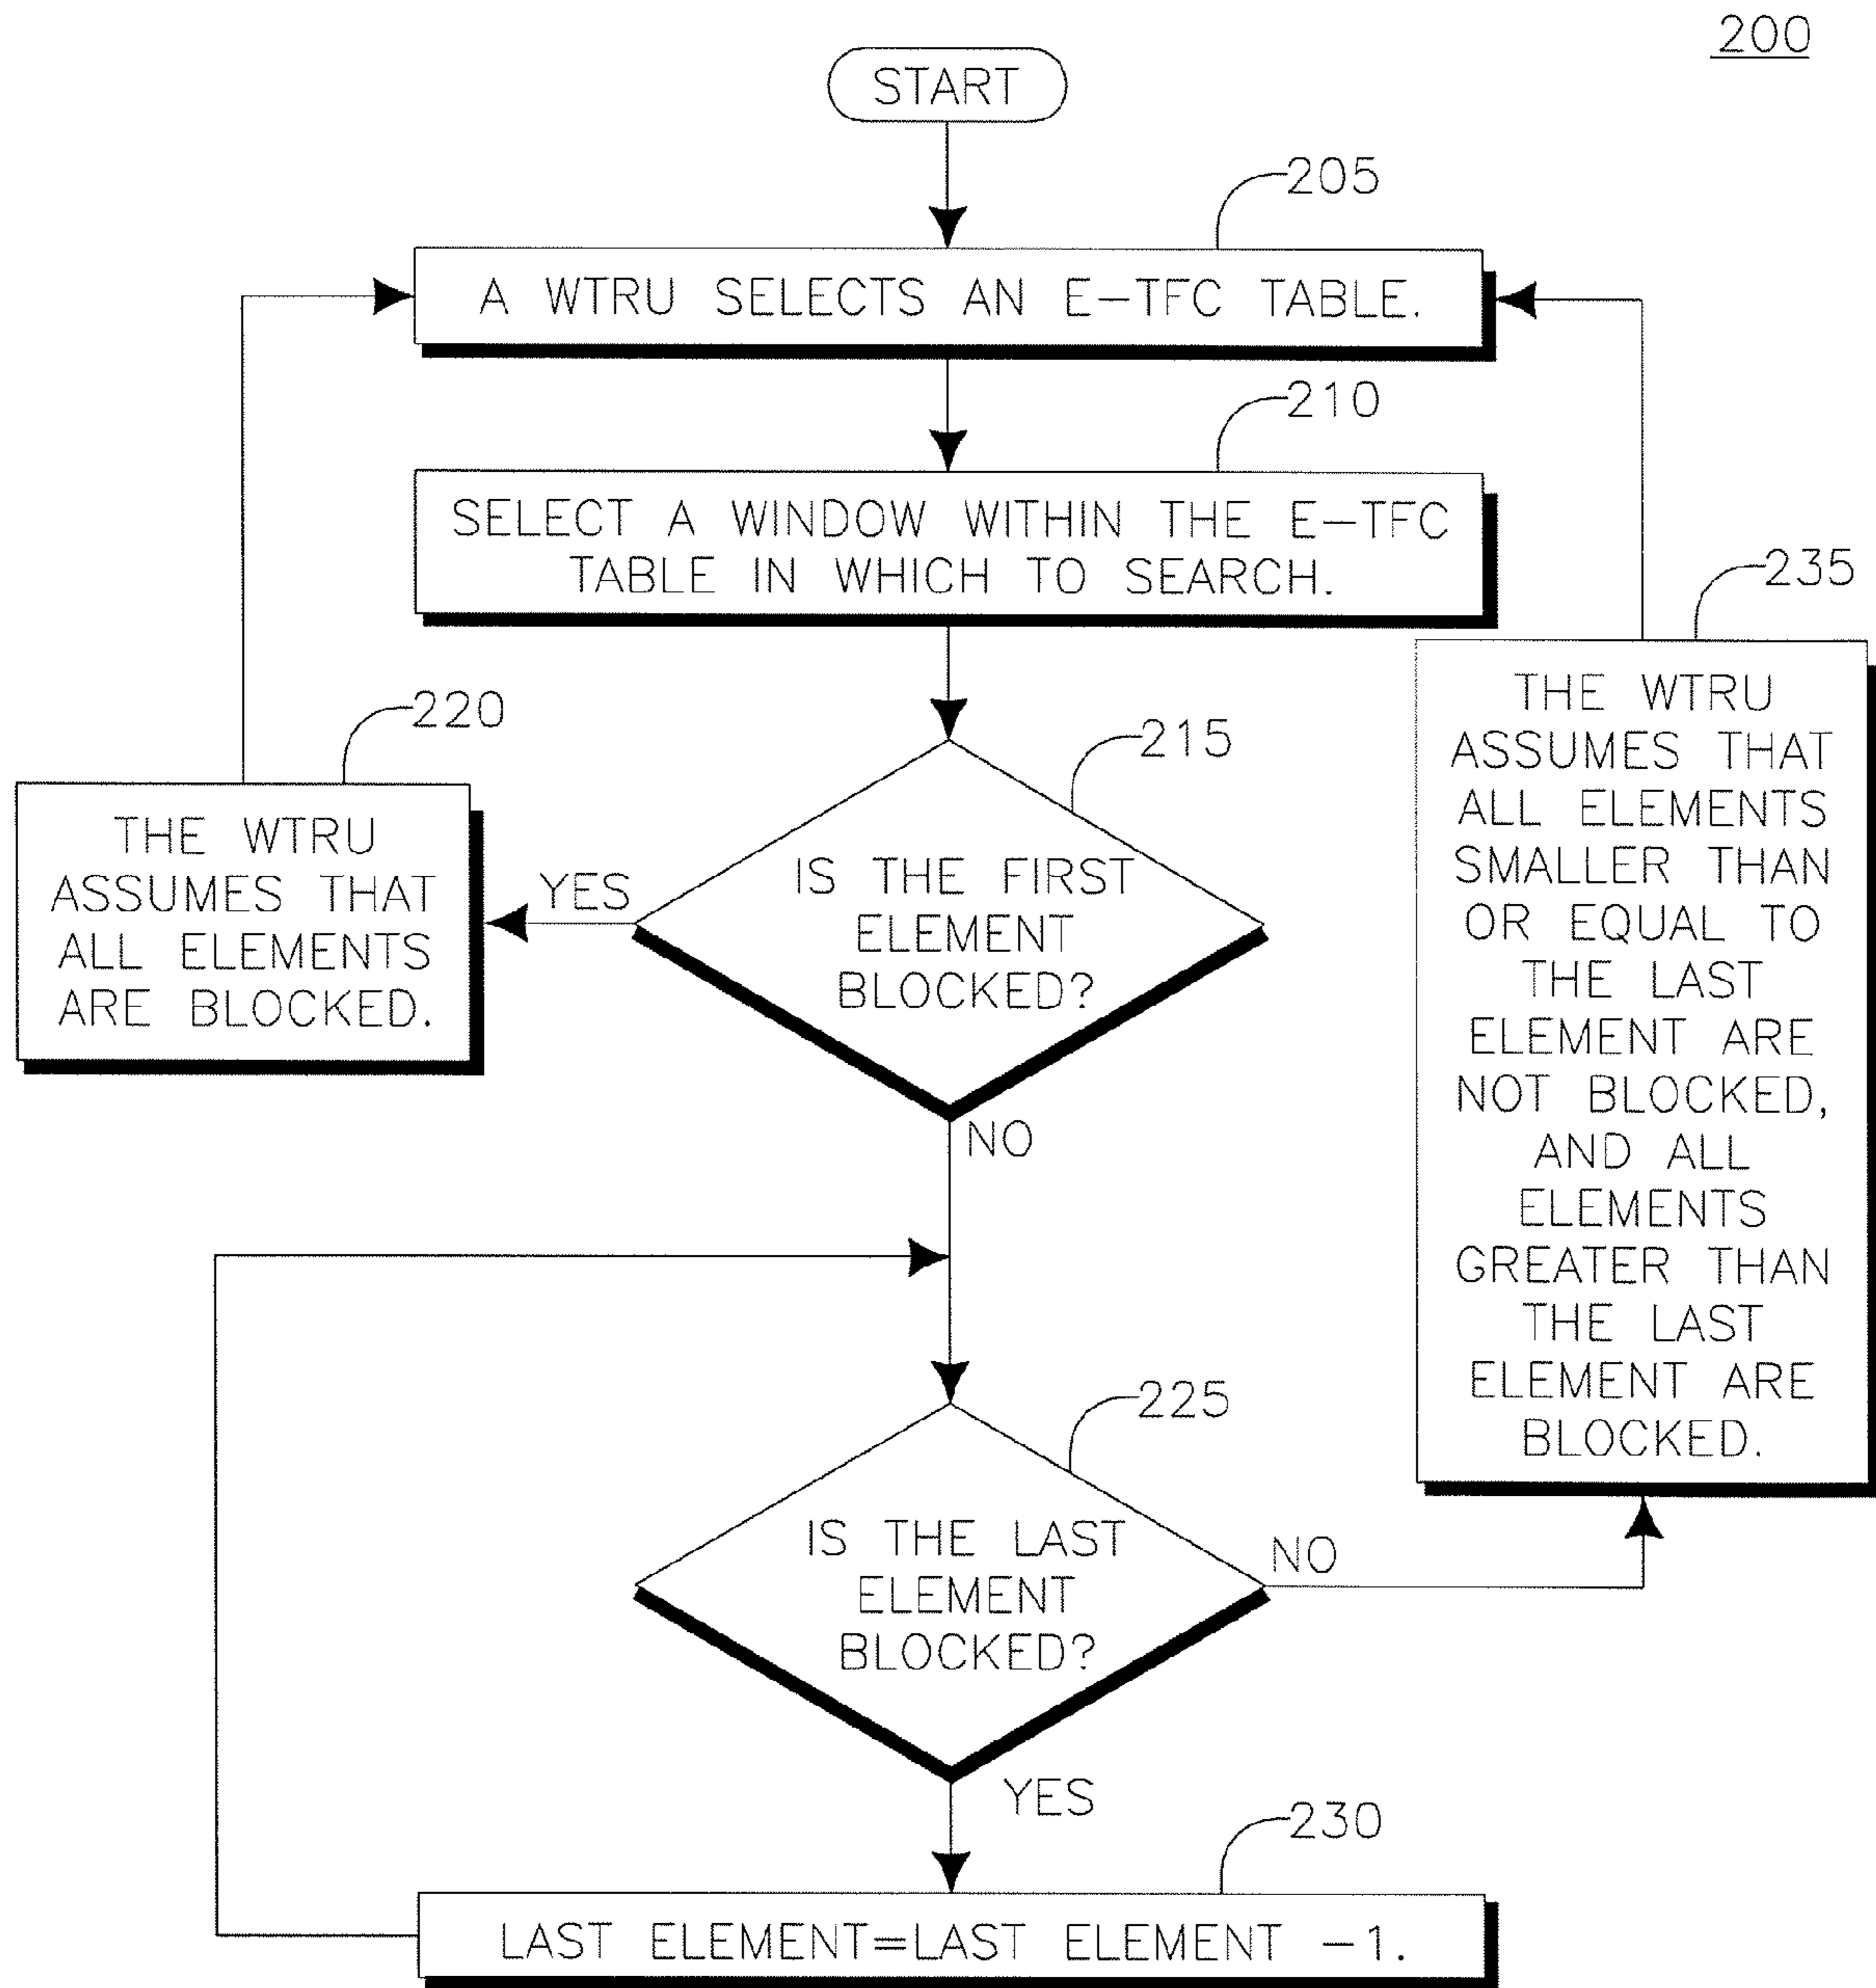 200
START
205
A WTRU SELECTS AN E-TFC TABLE.
210
SELECT A WINDOW WITHIN THE E-TFC
TABLE IN WHICH TO SEARCH.
215
IS THE FIRST
ELEMENT
BLOCKED?
YES
220
THE WTRU
ASSUMES THAT
ALL ELEMENTS
ARE BLOCKED.
NO
225
IS THE LAST
ELEMENT
BLOCKED?
NO
235
THE WTRU
ASSUMES THAT
ALL ELEMENTS
SMALLER THAN
OR EQUAL TO
THE LAST
ELEMENT ARE
NOT BLOCKED,
AND ALL
ELEMENTS
GREATER THAN
THE LAST
ELEMENT ARE
BLOCKED.
YES
230
LAST ELEMENT=LAST ELEMENT -1.